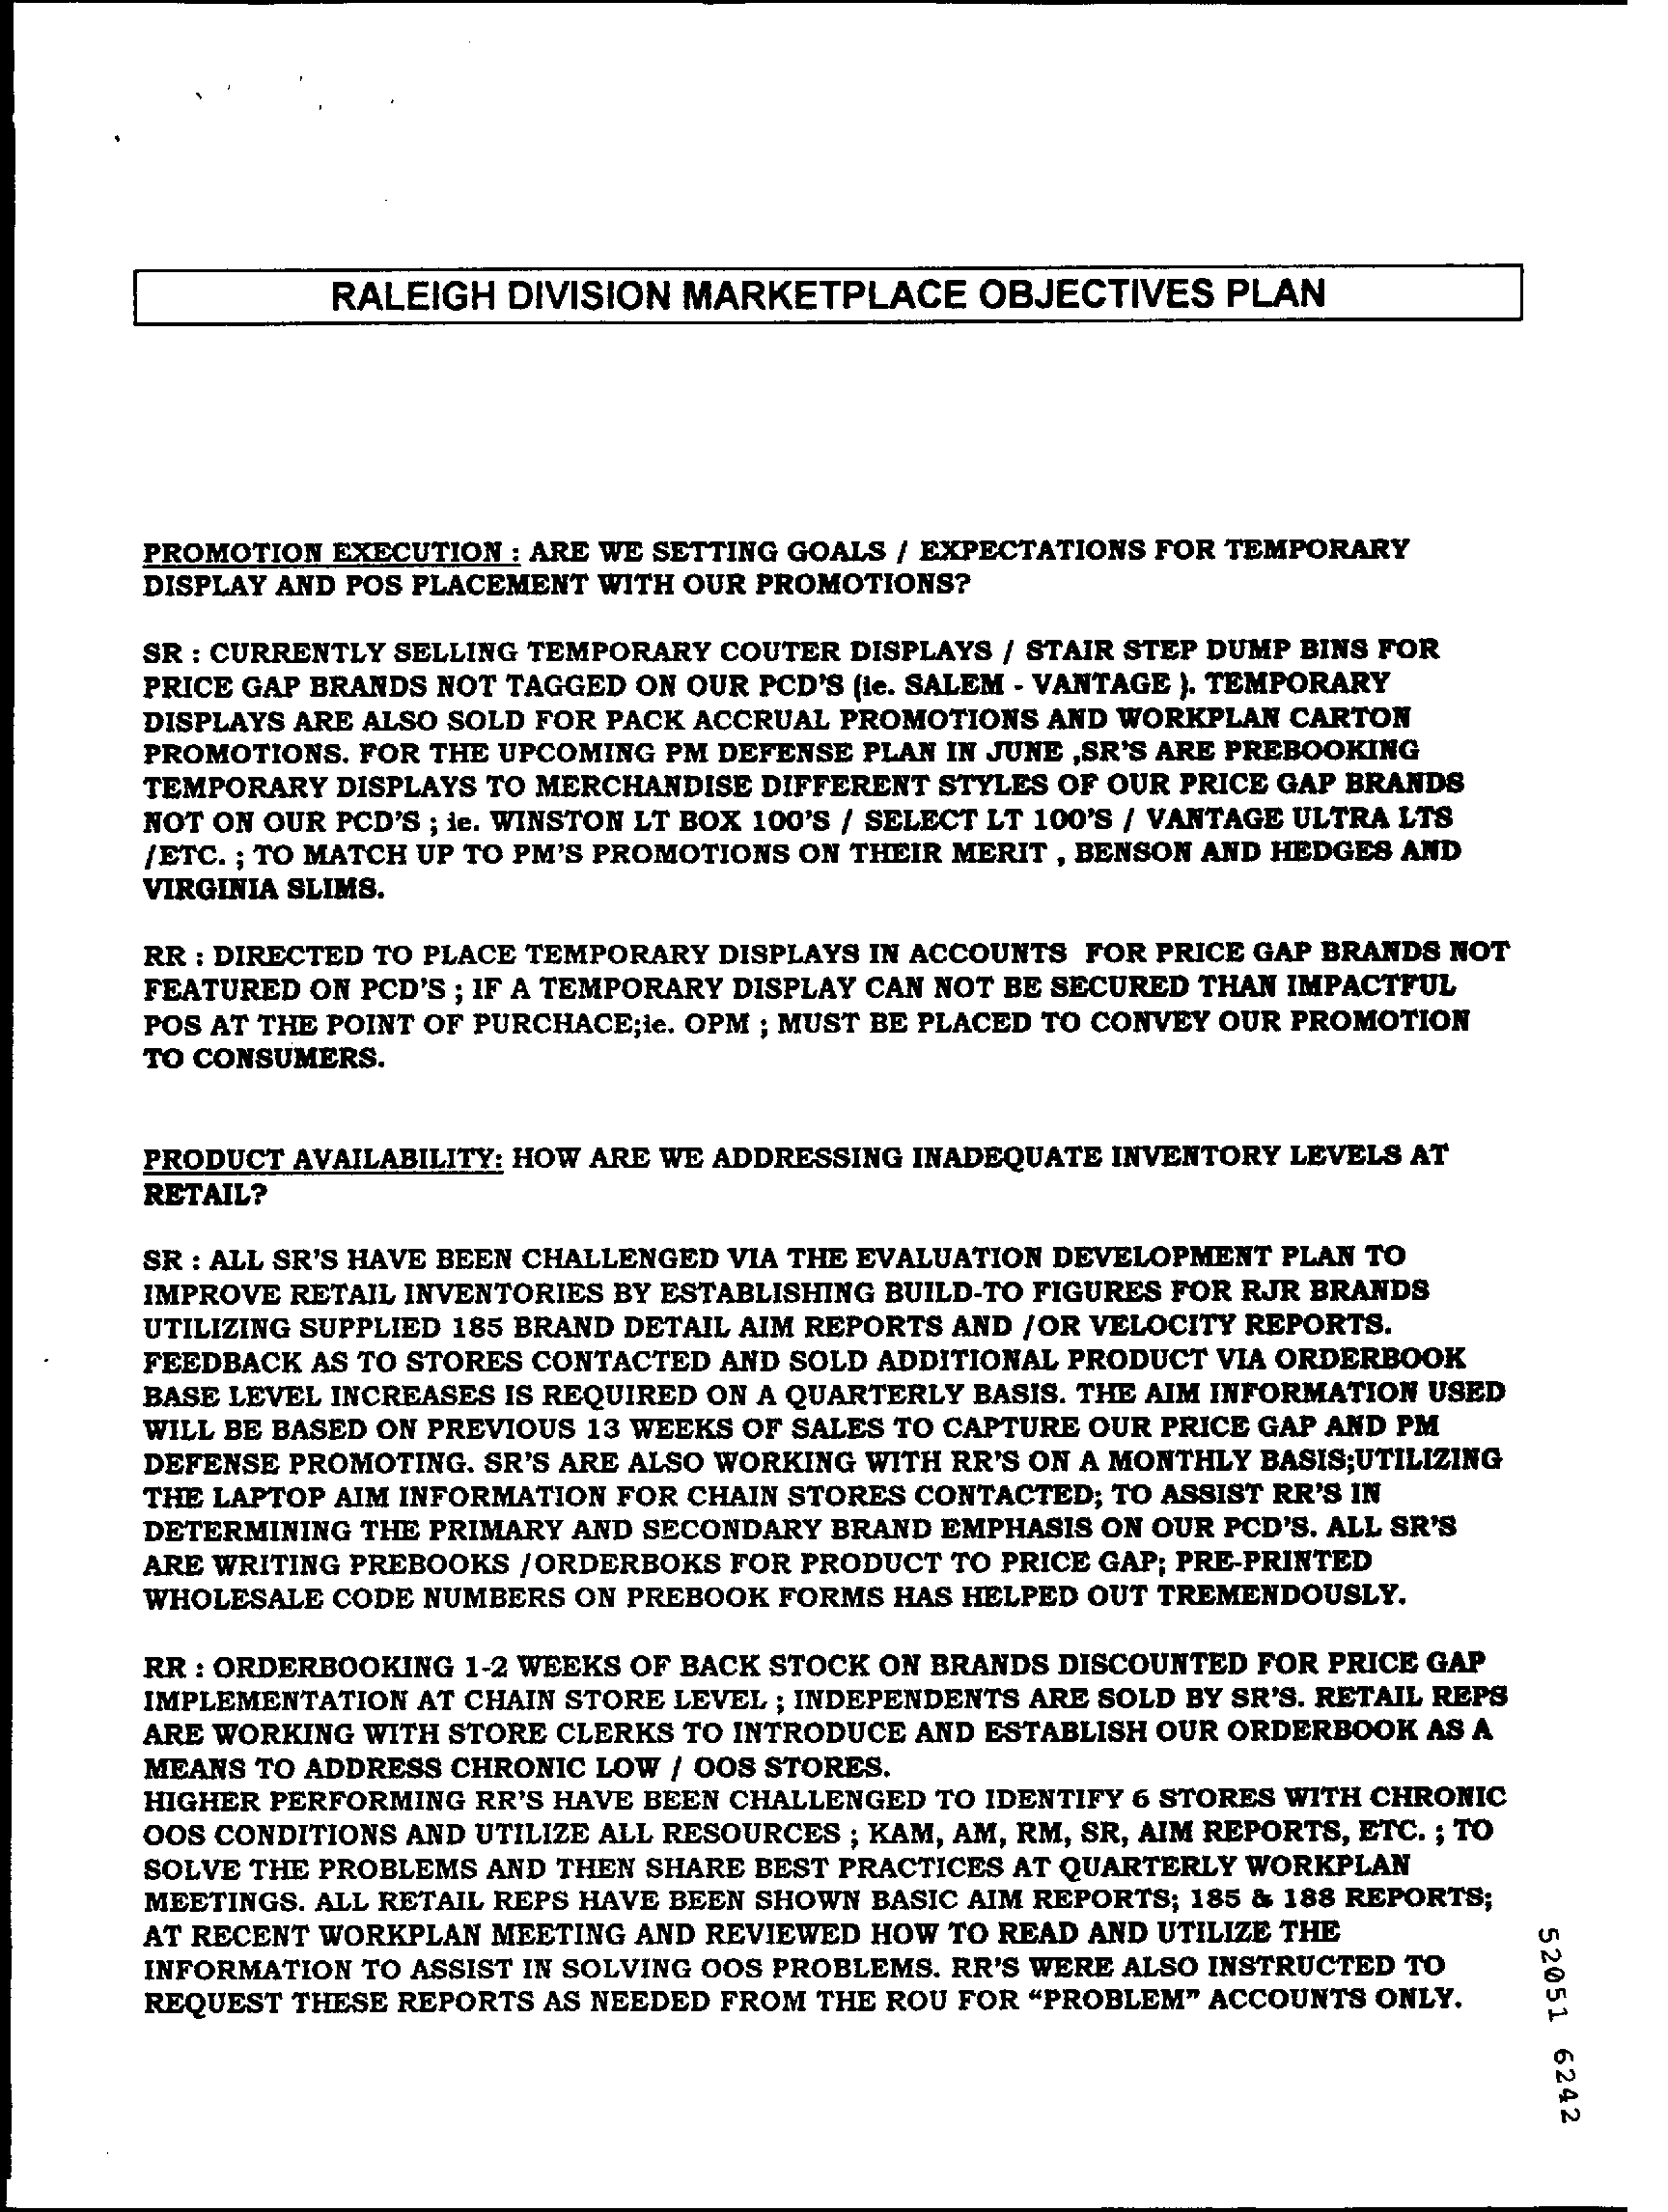 RALEIGH DIVISION MARKETPLACE OBJECTIVES PLAN
PROMOTION EXECUTION : ARE WE SETTING GOALS / EXPECTATIONS FOR TEMPORARY
DISPLAY AND POS PLACEMENT WITH OUR PROMOTIONS?
SR : CURRENTLY SELLING TEMPORARY COUTER DISPLAYS / STAIR STEP DUMP BINS FOR
PRICE GAP BRANDS NOT TAGGED ON OUR PCD'S (ie. SALEM - VANTAGE ). TEMPORARY
DISPLAYS ARE ALSO SOLD FOR PACK ACCRUAL PROMOTIONS AND WORKPLAN CARTON
PROMOTIONS. FOR THE UPCOMING PM DEFENSE PLAN IN JUNE ,SR'S ARE PREBOOKING
TEMPORARY DISPLAYS TO MERCHANDISE DIFFERENT STYLES OF OUR PRICE GAP BRANDS
NOT ON OUR PCD'S ; ie. WINSTON LT BOX 100'S / SELECT LT 100'S / VANTAGE ULTRA LTS
/ETC. ; TO MATCH UP TO PM'S PROMOTIONS ON THEIR MERIT , BENSON AND HEDGES AND
VIRGINIA SLIMS.
RR : DIRECTED TO PLACE TEMPORARY DISPLAYS IN ACCOUNTS FOR PRICE GAP BRANDS NOT
FEATURED ON PCD'S ; IF A TEMPORARY DISPLAY CAN NOT BE SECURED THAN IMPACTFUL
POS AT THE POINT OF PURCHACE;ie. OPM ; MUST BE PLACED TO CONVEY OUR PROMOTION
TO CONSUMERS.
PRODUCT AVAILABILITY: HOW ARE WE ADDRESSING INADEQUATE INVENTORY LEVELS AT
RETAIL?
SR : ALL SR'S HAVE BEEN CHALLENGED VIA THE EVALUATION DEVELOPMENT PLAN TO
IMPROVE RETAIL INVENTORIES BY ESTABLISHING BUILD-TO FIGURES FOR RJR BRANDS
UTILIZING SUPPLIED 185 BRAND DETAIL AIM REPORTS AND /OR VELOCITY REPORTS.
FEEDBACK AS TO STORES CONTACTED AND SOLD ADDITIONAL PRODUCT VIA ORDERBOOK
BASE LEVEL INCREASES IS REQUIRED ON A QUARTERLY BASIS. THE AIM INFORMATION USED
WILL BE BASED ON PREVIOUS 13 WEEKS OF SALES TO CAPTURE OUR PRICE GAP AND PM
DEFENSE PROMOTING. SR'S ARE ALSO WORKING WITH RR'S ON A MONTHLY BASIS;UTILIZING
THE LAPTOP AIM INFORMATION FOR CHAIN STORES CONTACTED; TO ASSIST RR'S IN
DETERMINING THE PRIMARY AND SECONDARY BRAND EMPHASIS ON OUR PCD'S. ALL SR'S
ARE WRITING PREBOOKS /ORDERBOKS FOR PRODUCT TO PRICE GAP; PRE-PRINTED
WHOLESALE CODE NUMBERS ON PREBOOK FORMS HAS HELPED OUT TREMENDOUSLY.
RR : ORDERBOOKING 1-2 WEEKS OF BACK STOCK ON BRANDS DISCOUNTED FOR PRICE GAP
IMPLEMENTATION AT CHAIN STORE LEVEL ; INDEPENDENTS ARE SOLD BY SR'S. RETAIL REPS
ARE WORKING WITH STORE CLERKS TO INTRODUCE AND ESTABLISH OUR ORDERBOOK AS A
MEANS TO ADDRESS CHRONIC LOW / OOS STORES.
HIGHER PERFORMING RR'S HAVE BEEN CHALLENGED TO IDENTIFY 6 STORES WITH CHRONIC
OOS CONDITIONS AND UTILIZE ALL RESOURCES ; KAM, AM, RM, SR, AIM REPORTS, ETC. ; TO
SOLVE THE PROBLEMS AND THEN SHARE BEST PRACTICES AT QUARTERLY WORKPLAN
MEETINGS. ALL RETAIL REPS HAVE BEEN SHOWN BASIC AIM REPORTS; 185 & 188 REPORTS;
AT RECENT WORKPLAN MEETING AND REVIEWED HOW TO READ AND UTILIZE THE
INFORMATION TO ASSIST IN SOLVING OOS PROBLEMS. RR'S WERE ALSO INSTRUCTED TO
REQUEST THESE REPORTS AS NEEDED FROM THE ROU FOR "PROBLEM" ACCOUNTS ONLY.
52051 6242